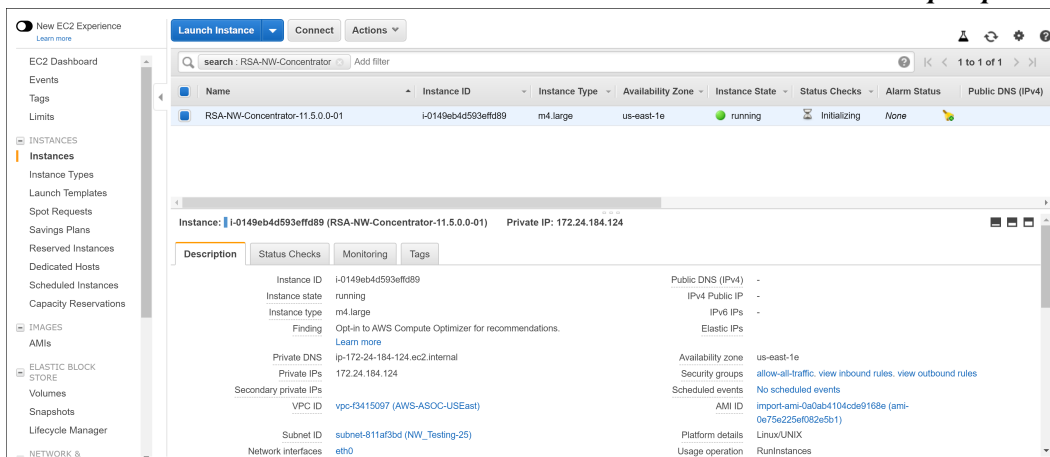 New EC2 Experience
Learn more
EC2 Dashboard
Events
Tags
Limits
INSTANCES
Instances
Instance Types
Launch Templates
Spot Requests
Savings Plans
Reserved Instances
Dedicated Hosts
Scheduled Instances
Capacity Reservations
IMAGES
AMIs
ELASTIC BLOCK
STORE
Volumes
Snapshots
Lifecycle Manager
NETWORK &
Launch Instance Connect Actions
search : RSA-NW-Concentrator Add filter 1 to 1 of 1
Name Instance ID Instance Type Availability Zone Instance State Status Checks Alarm Status Public DNS (IPv4)
RSA-NW-Concentrator-11.5.0.0-01 i-0149eb4d593effd89 m4.large us-east-1e running Initializing None
Instance: i-0149eb4d593effd89 (RSA-NW-Concentrator-11.5.0.0-01) Private IP: 172.24.184.124
Description Status Checks Monitoring Tags
Instance ID i-0149eb4d593effd89 Public DNS (IPv4) -
Instance state running IPv4 Public IP -
Instance type m4.large IPv6 IPs -
Finding Opt-in to AWS Compute Optimizer for recommendations. Elastic IPs
Learn more
Private DNS ip-172-24-184-124.ec2.internal Availability zone us-east-1e
Private IPs 172.24.184.124 Security groups allow-all-traffic. view inbound rules. view outbound rules
Secondary private IPs Scheduled events No scheduled events
VPC ID vpc-f3415097 (AWS-ASOC-USEast) AMI ID import-ami-0a0ab4104cde9168e (ami-
0e75e225ef082e5b1)
Subnet ID subnet-811af3bd (NW_Testing-25) Platform details Linux/UNIX
Network interfaces eth0 Usage operation RunInstances